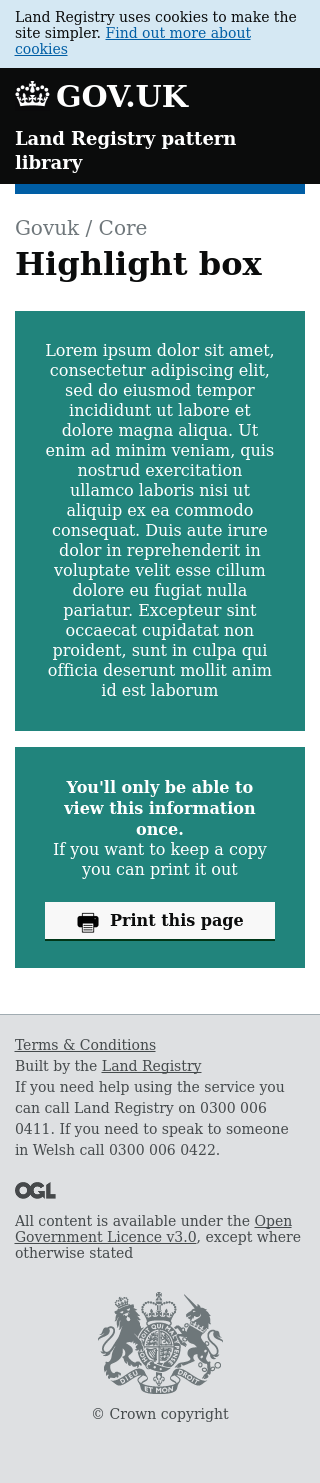 Land Registry uses cookies to make the
site simpler. Find out more about
cookies
GOV.UK
Land Registry pattern
library
Govuk / Core
Highlight box
Lorem ipsum dolor sit amet,
consectetur adipiscing elit,
sed do eiusmod tempor
incididunt ut labore et
dolore magna aliqua. Ut
enim ad minim veniam, quis
nostrud exercitation
ullamco laboris nisi ut
aliquip ex ea commodo
consequat. Duis aute irure
dolor in reprehenderit in
voluptate velit esse cillum
dolore eu fugiat nulla
pariatur. Excepteur sint
occaecat cupidatat non
proident, sunt in culpa qui
officia deserunt mollit anim
id est laborum
You'll only be able to
view this information
once.
If you want to keep a copy
you can print it out
Print this page
Terms & Conditions
Built by the Land Registry
If you need help using the service you
can call Land Registry on 0300 006
0411. If you need to speak to someone
in Welsh call 0300 006 0422.
OGL
All content is available under the Open
Government Licence v3.0, except where
otherwise stated
DIEU ET MON DROIT
© Crown copyright